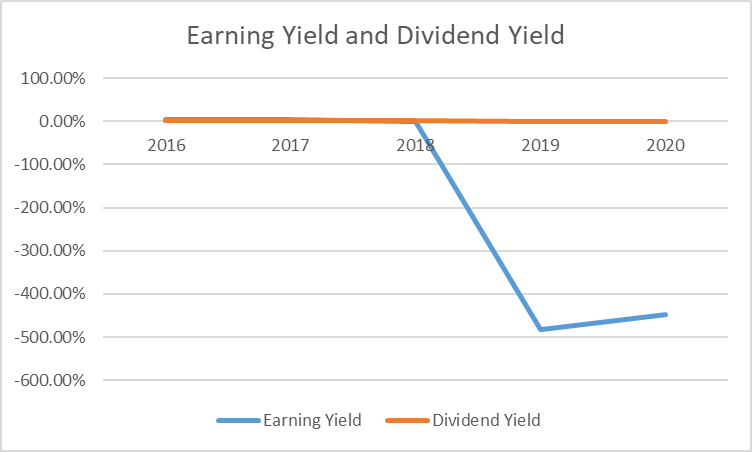 Earning Yield and Dividend Yield
100.00%
0.00%
2016 2017 2018 2019 2020
-100.00%
-200.00%
-300.00%
-400.00%
-500.00%
-600.00%
Earning Yield Dividend Yield